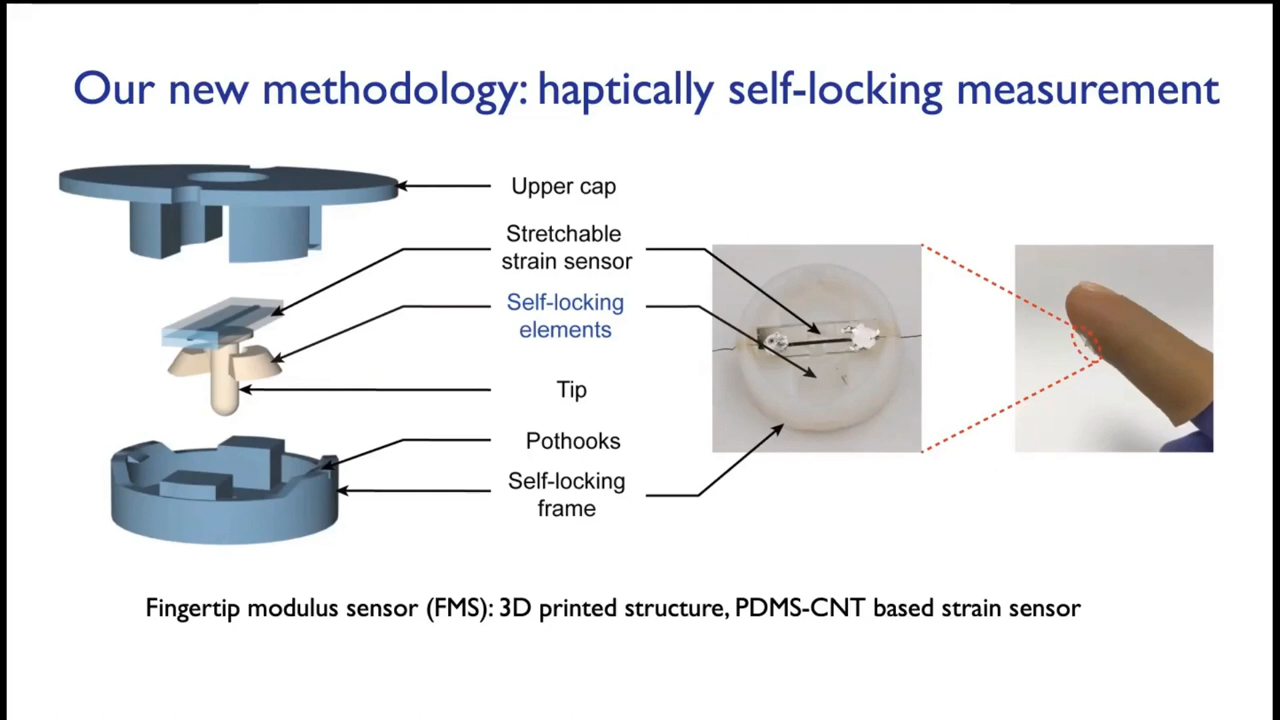 Our new methodology: haptically self-locking measurement
Upper cap
Stretchable
strain sensor
Self-locking
elements
Tip
Pothooks
Self-locking
frame
Fingertip modulus sensor (FMS): 3D printed structure, PDMS-CNT based strain sensor